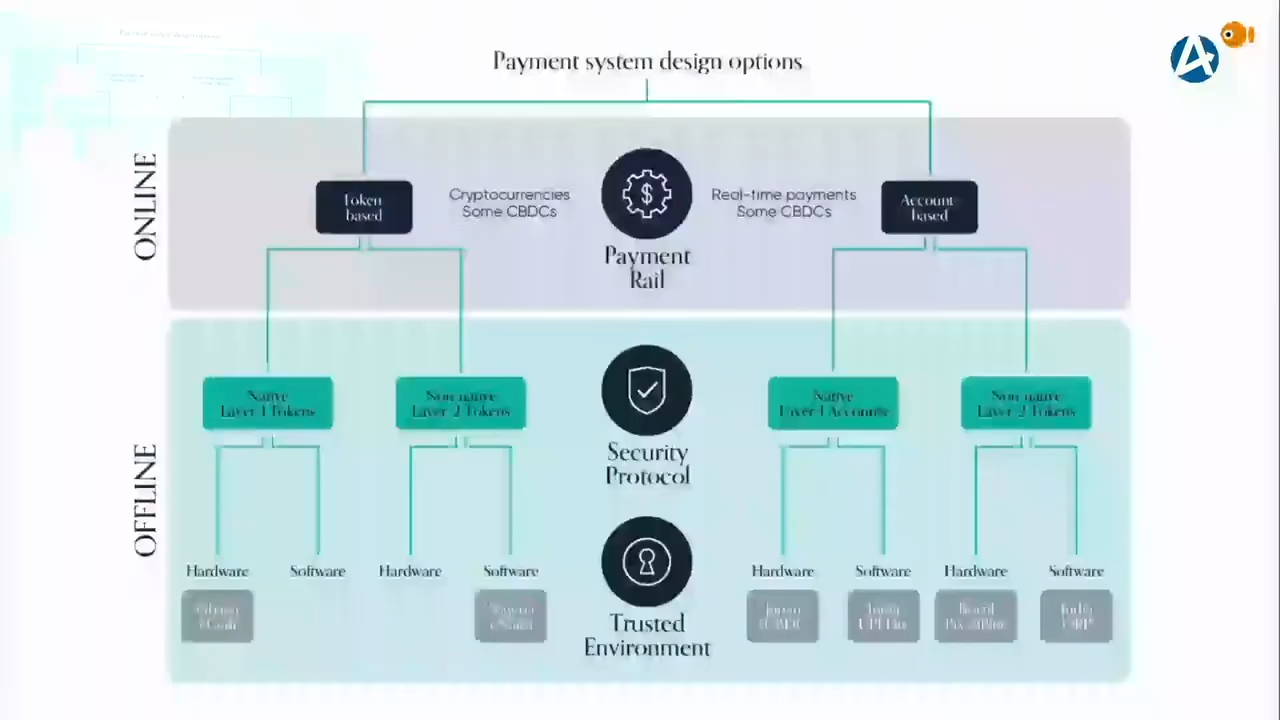 Payment system design options
ONLINE
Token
based
Cryptocurrencies
Some CBDCs
Payment
Rail
Real-time payments
Some CBDCs
Account
based
OFFLINE
Native
Layer 1 Tokens
Non native
Layer 2 Tokens
Security
Protocol
Native
Layer 1 Accounts
Non native
Layer 2 Tokens
Hardware
Software
Hardware
Software
Trusted
Environment
Hardware
Software
Hardware
Software